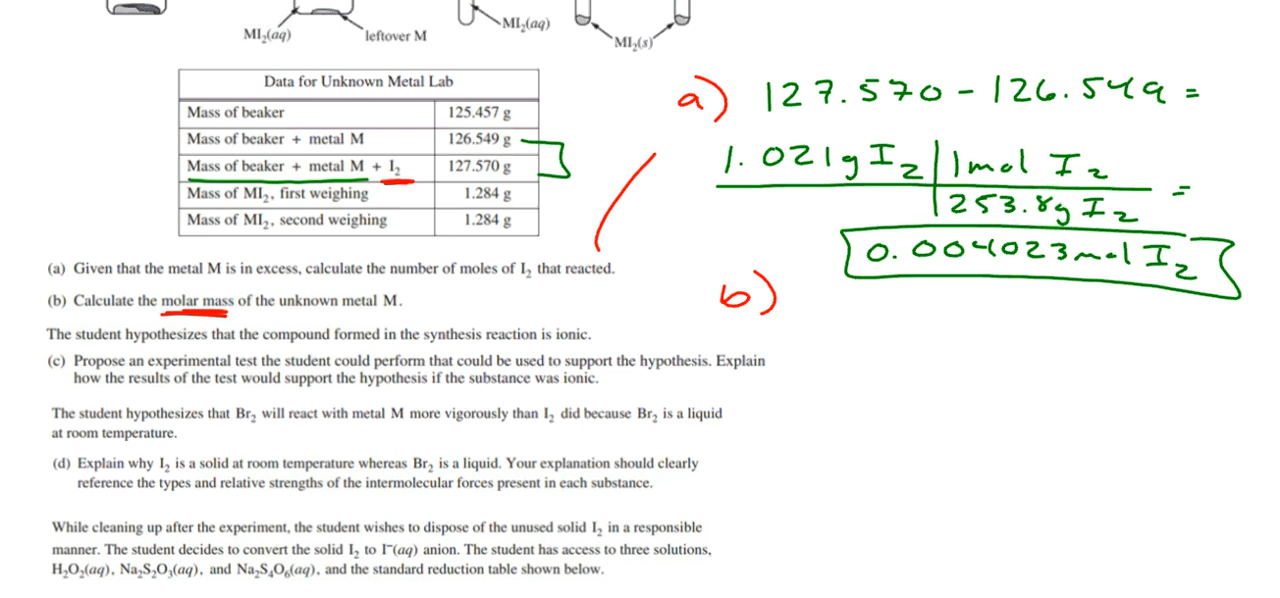 MI₂(aq)
leftover M
MI₂(aq)
MI₂(s)
Data for Unknown Metal Lab
Mass of beaker 125.457 g
Mass of beaker + metal M 126.549 g
Mass of beaker + metal M + I₂ 127.570 g
Mass of MI₂, first weighing 1.284 g
Mass of MI₂, second weighing 1.284 g
a) 127.570 - 126.549 =
1.021g I₂ | 1 mol I₂
| 253.8g I₂ =
0.004023 mol I₂
b)
(a) Given that the metal M is in excess, calculate the number of moles of I₂ that reacted.
(b) Calculate the molar mass of the unknown metal M.
The student hypothesizes that the compound formed in the synthesis reaction is ionic.
(c) Propose an experimental test the student could perform that could be used to support the hypothesis. Explain
how the results of the test would support the hypothesis if the substance was ionic.
The student hypothesizes that Br₂ will react with metal M more vigorously than I₂ did because Br₂ is a liquid
at room temperature.
(d) Explain why I₂ is a solid at room temperature whereas Br₂ is a liquid. Your explanation should clearly
reference the types and relative strengths of the intermolecular forces present in each substance.
While cleaning up after the experiment, the student wishes to dispose of the unused solid I₂ in a responsible
manner. The student decides to convert the solid I₂ to I⁻(aq) anion. The student has access to three solutions,
H₂O₂(aq), Na₂S₂O₃(aq), and Na₂S₄O₆(aq), and the standard reduction table shown below.